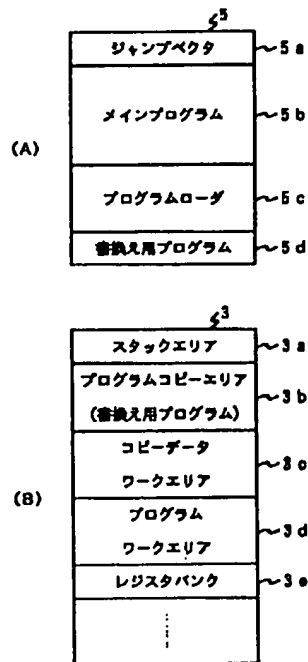 5
ジャンプベクタ 5a
メインプログラム 5b
(A)
プログラムローダ 5c
書換え用プログラム 5d
3
スタックエリア 3a
プログラムコピーエリア 3b
(書換え用プログラム)
コピーデータ 3c
ワークエリア
(B)
プログラム 3d
ワークエリア
レジスタバンク 3e